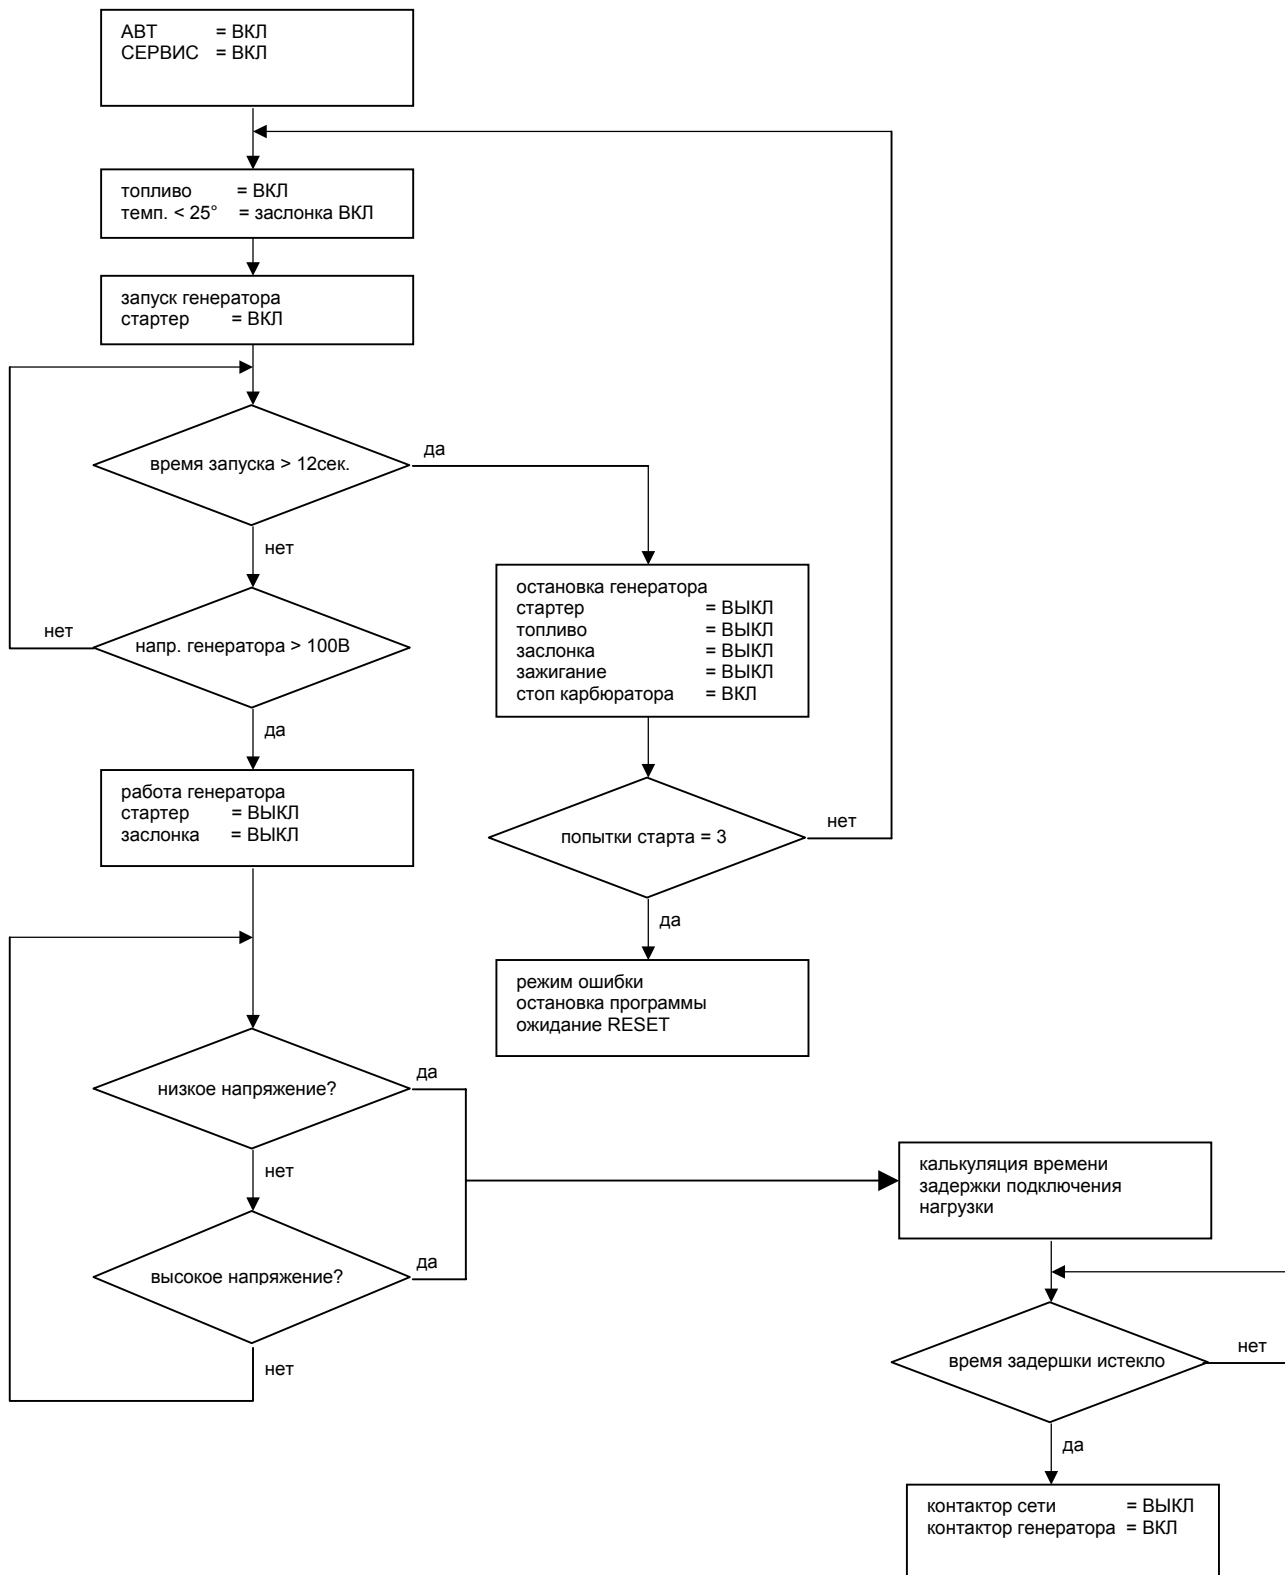 АВТ = ВКЛ
СЕРВИС = ВКЛ
топливо = ВКЛ
темп. < 25° = заслонка ВКЛ
запуск генератора
стартер = ВКЛ
время запуска > 12сек.
да
нет
напр. генератора > 100В
нет
да
остановка генератора
стартер = ВЫКЛ
топливо = ВЫКЛ
заслонка = ВЫКЛ
зажигание = ВЫКЛ
стоп карбюратора = ВКЛ
попытки старта = 3
нет
да
режим ошибки
остановка программы
ожидание RESET
работа генератора
стартер = ВЫКЛ
заслонка = ВЫКЛ
низкое напряжение?
да
нет
высокое напряжение?
да
нет
калькуляция времени
задержки подключения
нагрузки
время задершки истекло
нет
да
контактор сети = ВЫКЛ
контактор генератора = ВКЛ